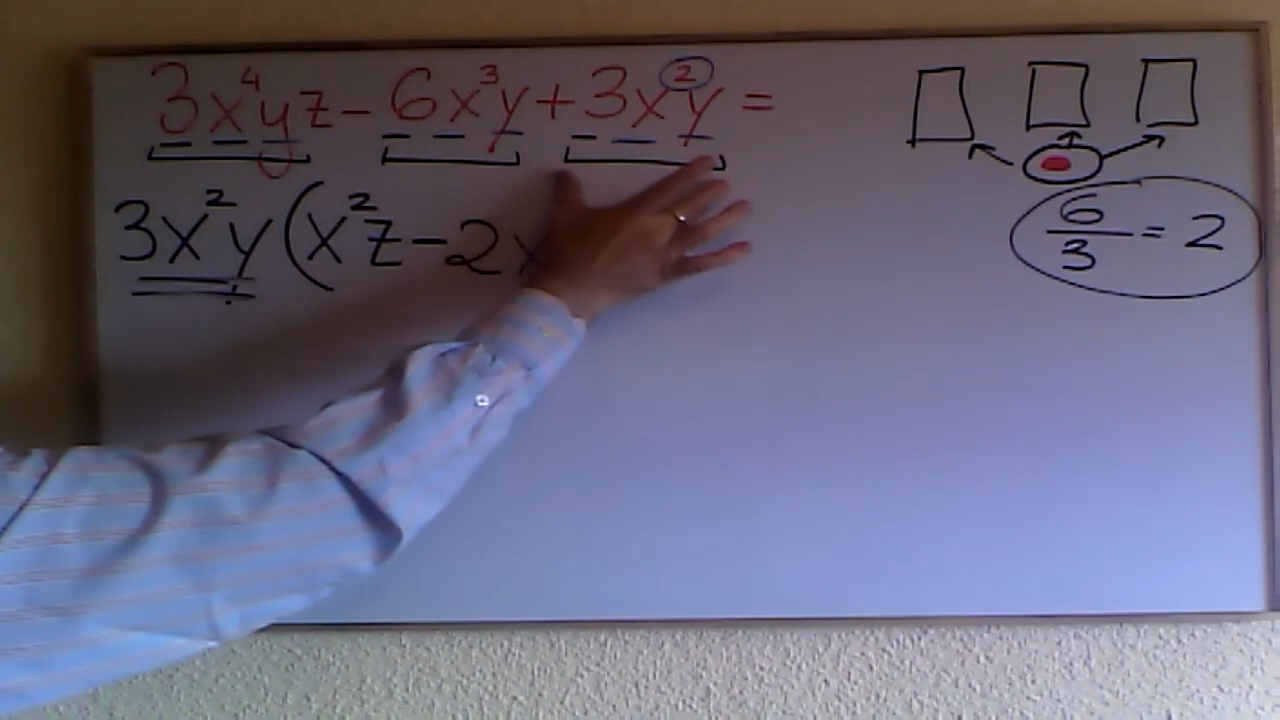 3x⁴yz - 6x³y + 3x²y =
3x²y (x²z - 2x
6/3 = 2